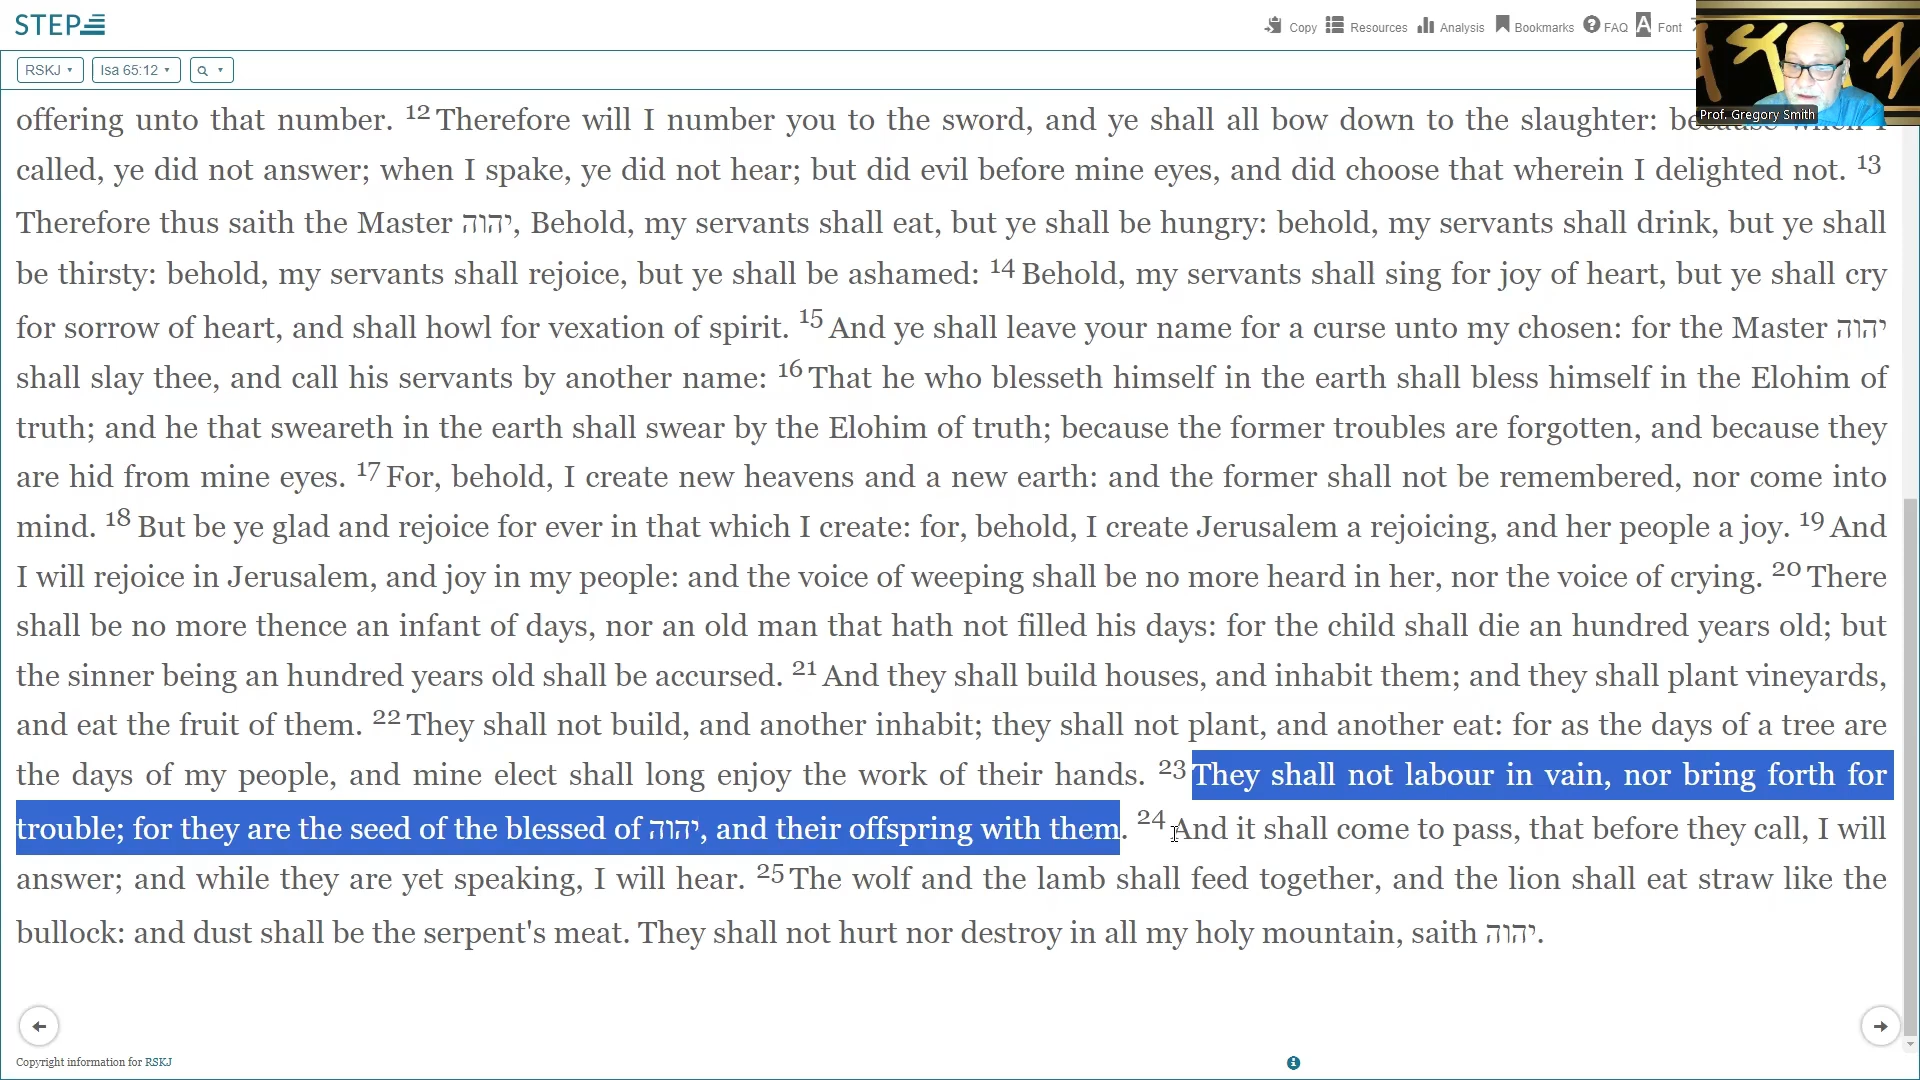 STEP
Copy Resources Analysis Bookmarks FAQ A Font
RSKJ Isa 65:12
Prof. Gregory Smith
offering unto that number. 12 Therefore will I number you to the sword, and ye shall all bow down to the slaughter: because when I
called, ye did not answer; when I spake, ye did not hear; but did evil before mine eyes, and did choose that wherein I delighted not. 13
Therefore thus saith the Master יהוה, Behold, my servants shall eat, but ye shall be hungry: behold, my servants shall drink, but ye shall
be thirsty: behold, my servants shall rejoice, but ye shall be ashamed: 14 Behold, my servants shall sing for joy of heart, but ye shall cry
for sorrow of heart, and shall howl for vexation of spirit. 15 And ye shall leave your name for a curse unto my chosen: for the Master יהוה
shall slay thee, and call his servants by another name: 16 That he who blesseth himself in the earth shall bless himself in the Elohim of
truth; and he that sweareth in the earth shall swear by the Elohim of truth; because the former troubles are forgotten, and because they
are hid from mine eyes. 17 For, behold, I create new heavens and a new earth: and the former shall not be remembered, nor come into
mind. 18 But be ye glad and rejoice for ever in that which I create: for, behold, I create Jerusalem a rejoicing, and her people a joy. 19 And
I will rejoice in Jerusalem, and joy in my people: and the voice of weeping shall be no more heard in her, nor the voice of crying. 20 There
shall be no more thence an infant of days, nor an old man that hath not filled his days: for the child shall die an hundred years old; but
the sinner being an hundred years old shall be accursed. 21 And they shall build houses, and inhabit them; and they shall plant vineyards,
and eat the fruit of them. 22 They shall not build, and another inhabit; they shall not plant, and another eat: for as the days of a tree are
the days of my people, and mine elect shall long enjoy the work of their hands. 23 They shall not labour in vain, nor bring forth for
trouble; for they are the seed of the blessed of יהוה, and their offspring with them. 24 And it shall come to pass, that before they call, I will
answer; and while they are yet speaking, I will hear. 25 The wolf and the lamb shall feed together, and the lion shall eat straw like the
bullock: and dust shall be the serpent's meat. They shall not hurt nor destroy in all my holy mountain, saith יהוה.
Copyright information for RSKJ